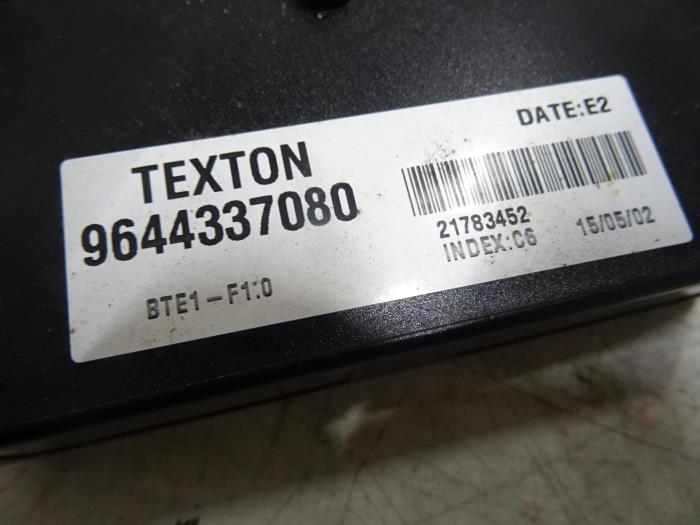 DATE:E2
TEXTON
9644337080
21783452
INDEX:C6 15/05/02
BTE1-F1.0